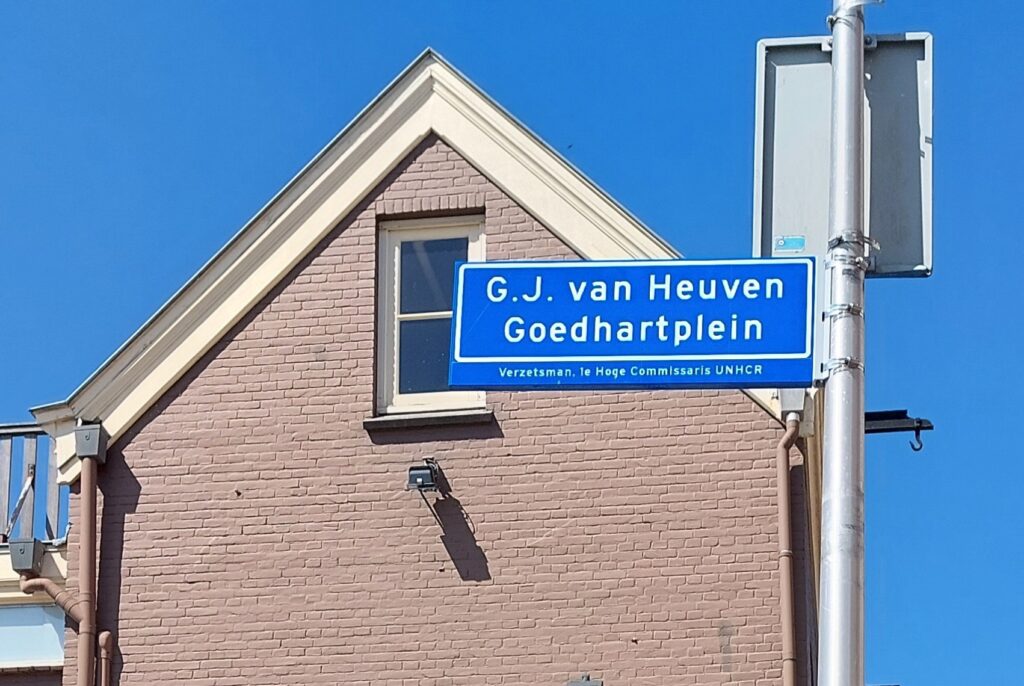 G.J. van Heuven
Goedhartplein
Verzetsman, 1e Hoge Commissaris UNHCR